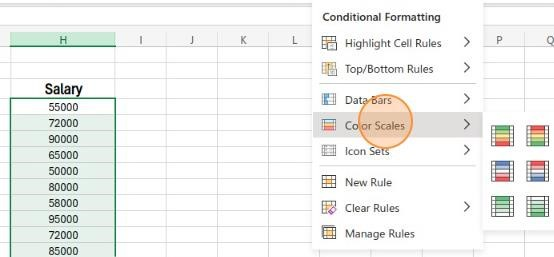 Conditional Formatting
H I J K L P Q
Highlight Cell Rules
Top/Bottom Rules
Salary
55000
Data Bars
72000
Color Scales
90000
65000
Icon Sets
50000
80000
New Rule
58000
Clear Rules
95000
72000
Manage Rules
85000